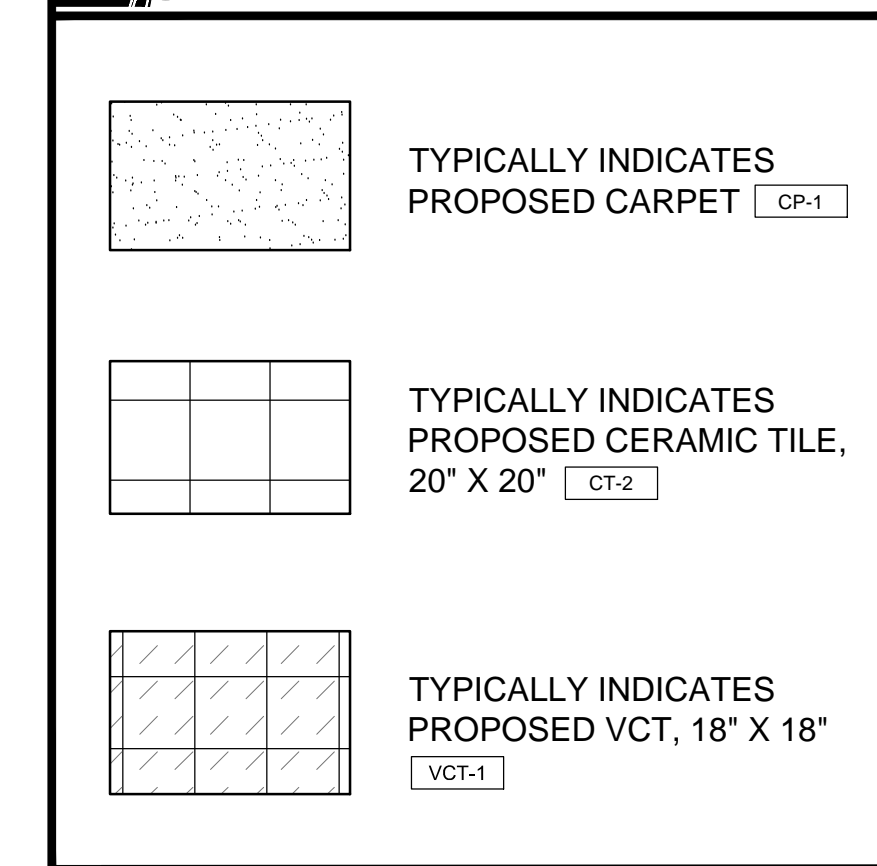 TYPICALLY INDICATES
PROPOSED CARPET CP-1
TYPICALLY INDICATES
PROPOSED CERAMIC TILE,
20" X 20" CT-2
TYPICALLY INDICATES
PROPOSED VCT, 18" X 18"
VCT-1